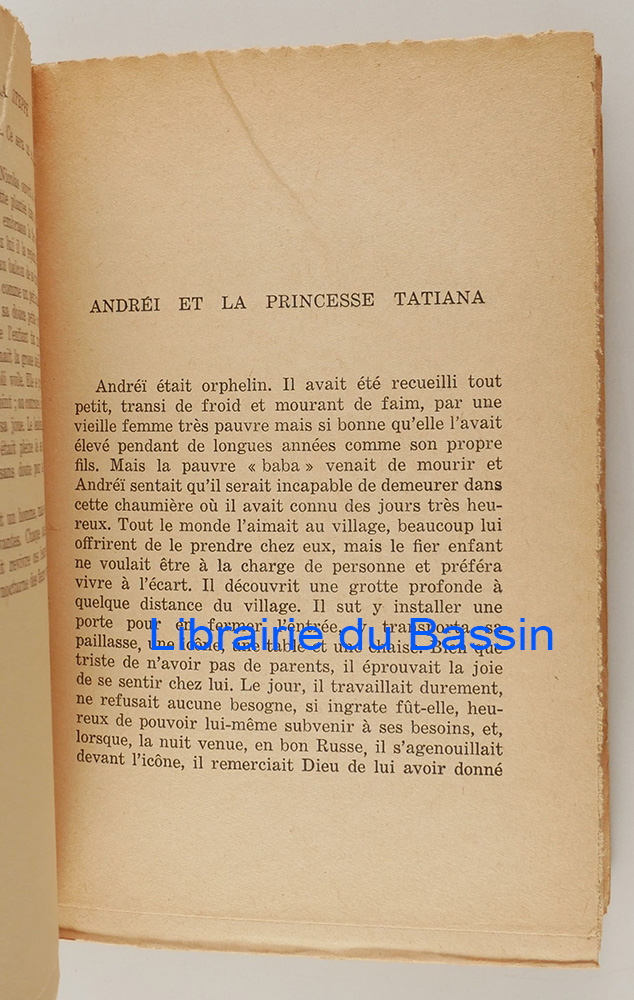 ANDRÉI ET LA PRINCESSE TATIANA
Andréï était orphelin. Il avait été recueilli tout
petit, transi de froid et mourant de faim, par une
vieille femme très pauvre mais si bonne qu'elle l'avait
élevé pendant de longues années comme son propre
fils. Mais la pauvre « baba » venait de mourir et
Andréï sentait qu'il serait incapable de demeurer dans
cette chaumière où il avait connu des jours très heu-
reux. Tout le monde l'aimait au village, beaucoup lui
offrirent de le prendre chez eux, mais le fier enfant
ne voulait être à la charge de personne et préféra
vivre à l'écart. Il découvrit une grotte profonde à
quelque distance du village. Il sut y installer une
porte pour en fermer l'entrée, y transporta sa
Librairie du Bassin
paillasse, une icône, une table et une chaise. Bien que
triste de n'avoir pas de parents, il éprouvait la joie
de se sentir chez lui. Le jour, il travaillait durement,
ne refusait aucune besogne, si ingrate fût-elle, heu-
reux de pouvoir lui-même subvenir à ses besoins, et,
lorsque, la nuit venue, en bon Russe, il s'agenouillait
devant l'icône, il remerciait Dieu de lui avoir donné